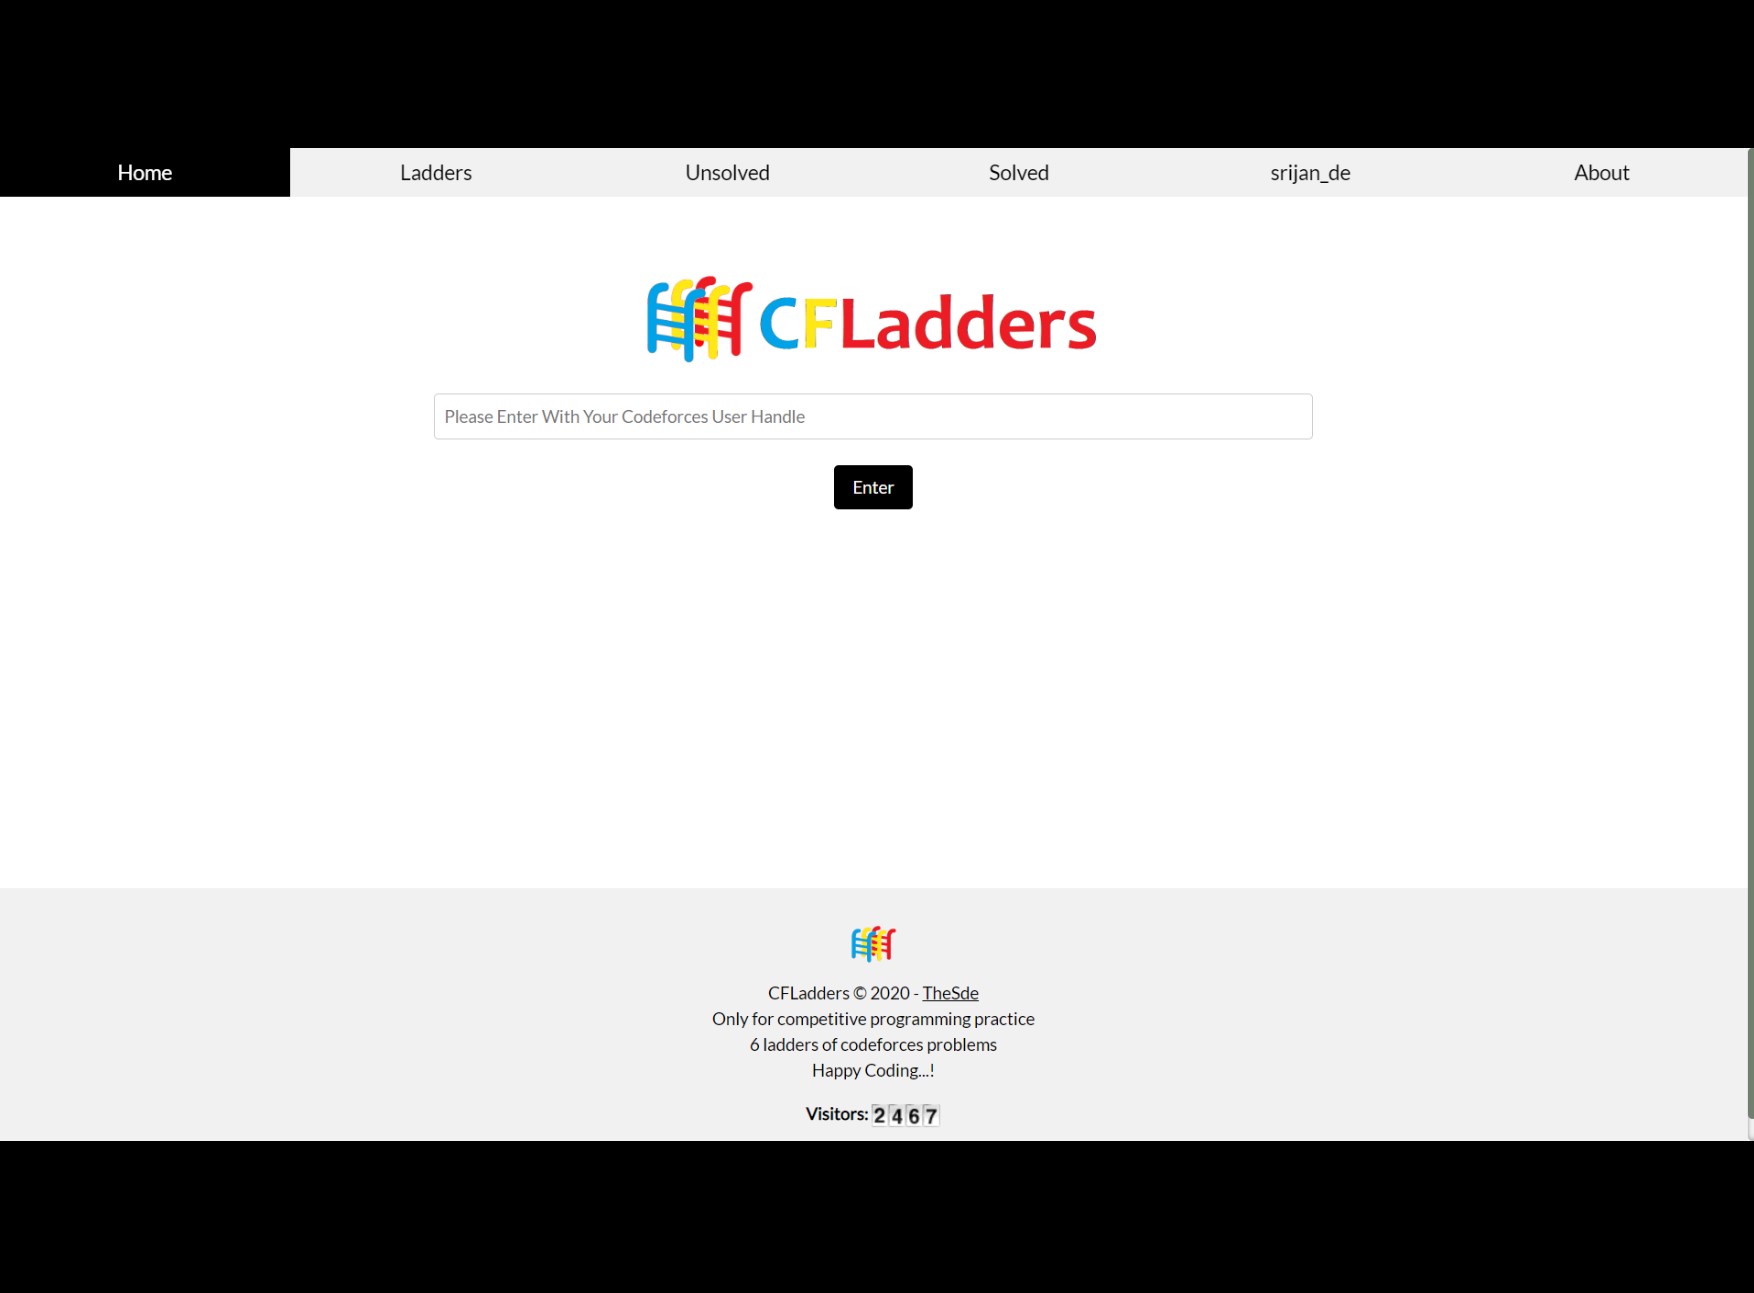 Home Ladders Unsolved Solved srijan_de About
CFLadders
Please Enter With Your Codeforces User Handle
Enter
CFLadders © 2020 - TheSde
Only for competitive programming practice
6 ladders of codeforces problems
Happy Coding...!
Visitors: 2467